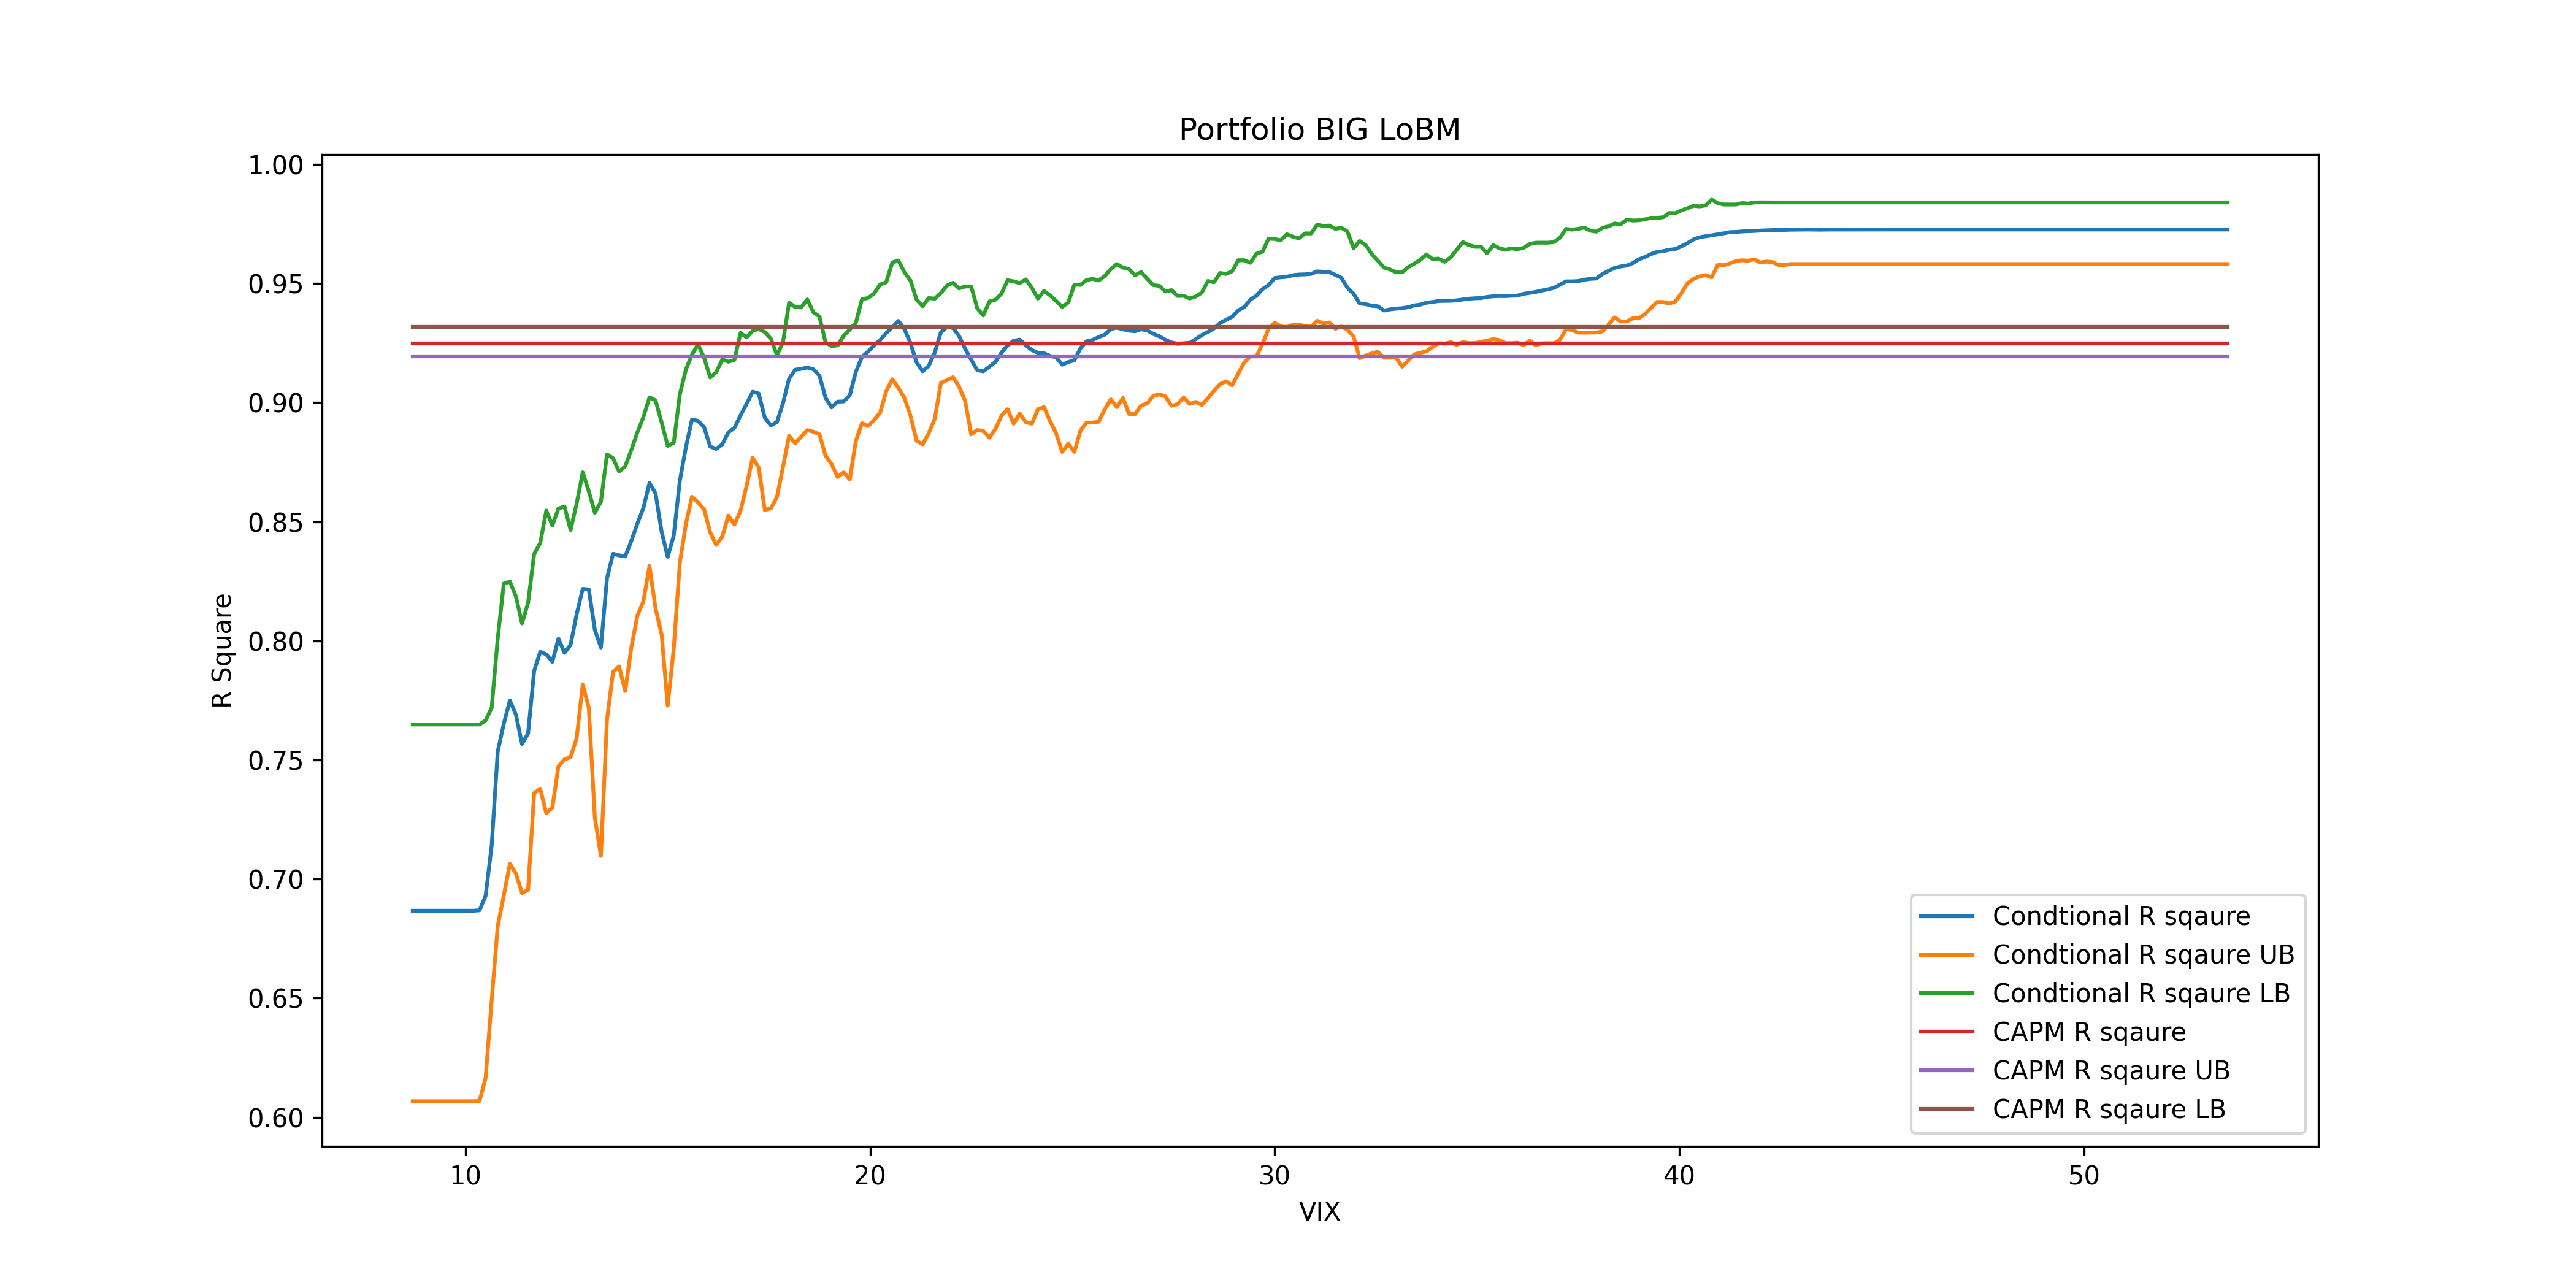 Portfolio BIG LoBM
1.00
0.95
0.90
0.85
0.80
0.75
0.70
0.65
0.60
R Square
10 20 30 40 50
VIX
Condtional R sqaure
Condtional R sqaure UB
Condtional R sqaure LB
CAPM R sqaure
CAPM R sqaure UB
CAPM R sqaure LB